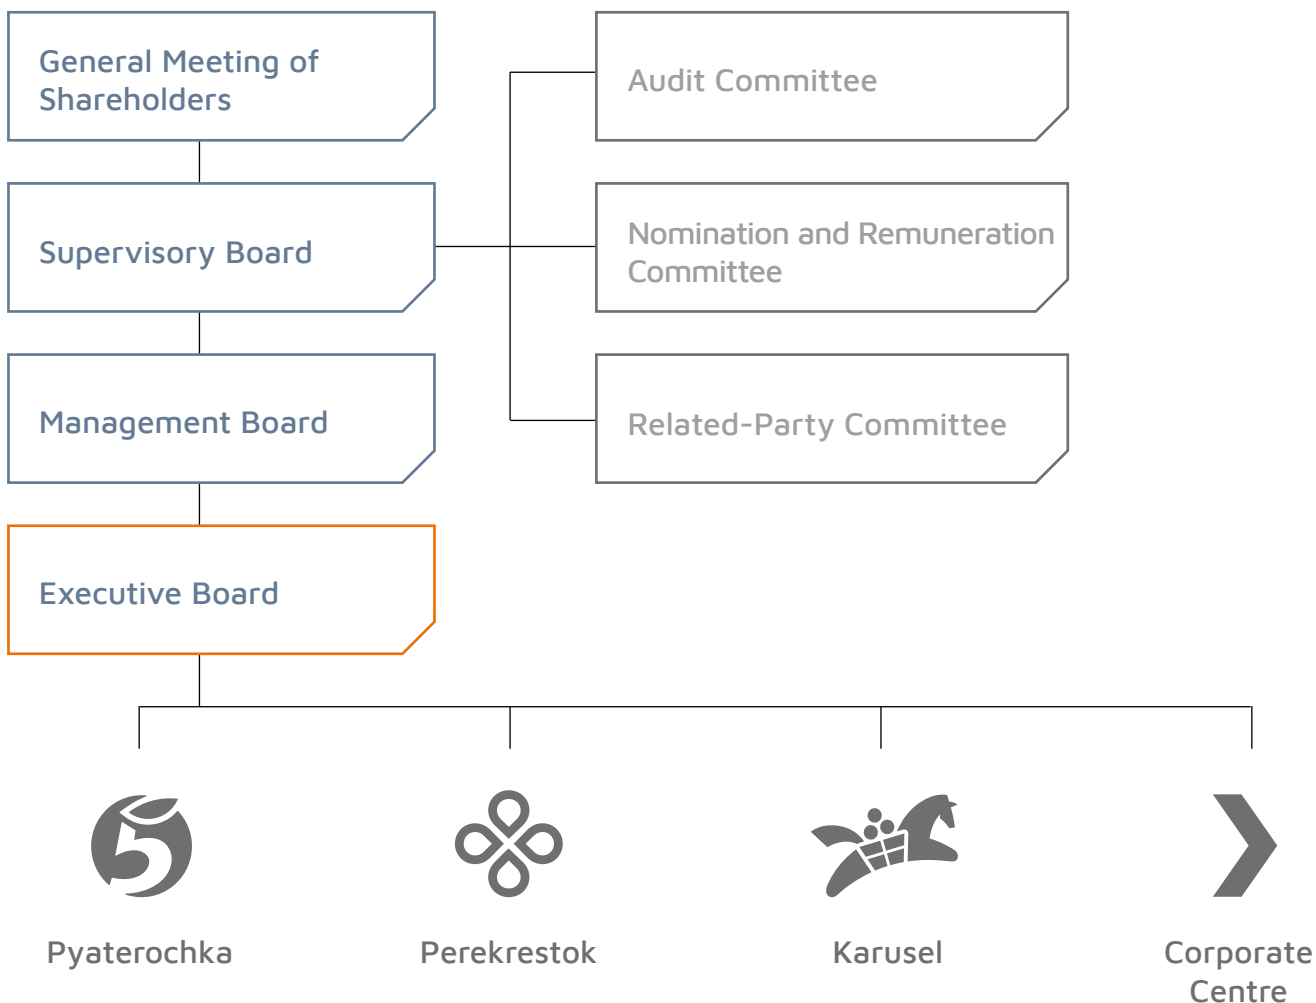 General Meeting of
Shareholders
Audit Committee
Supervisory Board
Nomination and Remuneration
Committee
Management Board
Related-Party Committee
Executive Board
5
Pyaterochka
Perekrestok
Karusel
Corporate
Centre